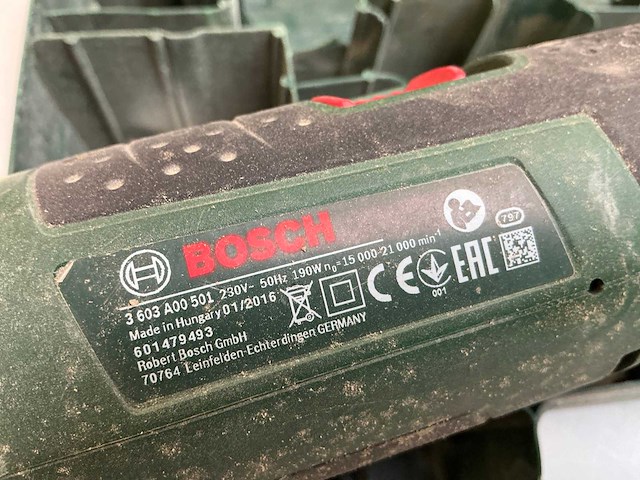 BOSCH
3 603 A00 501 230V~ 50Hz 190W n₀=15 000-21 000 min⁻¹
Made in Hungary 01/2016
601479493
Robert Bosch GmbH
70764 Leinfelden-Echterdingen GERMANY
CE
001
EAC
797